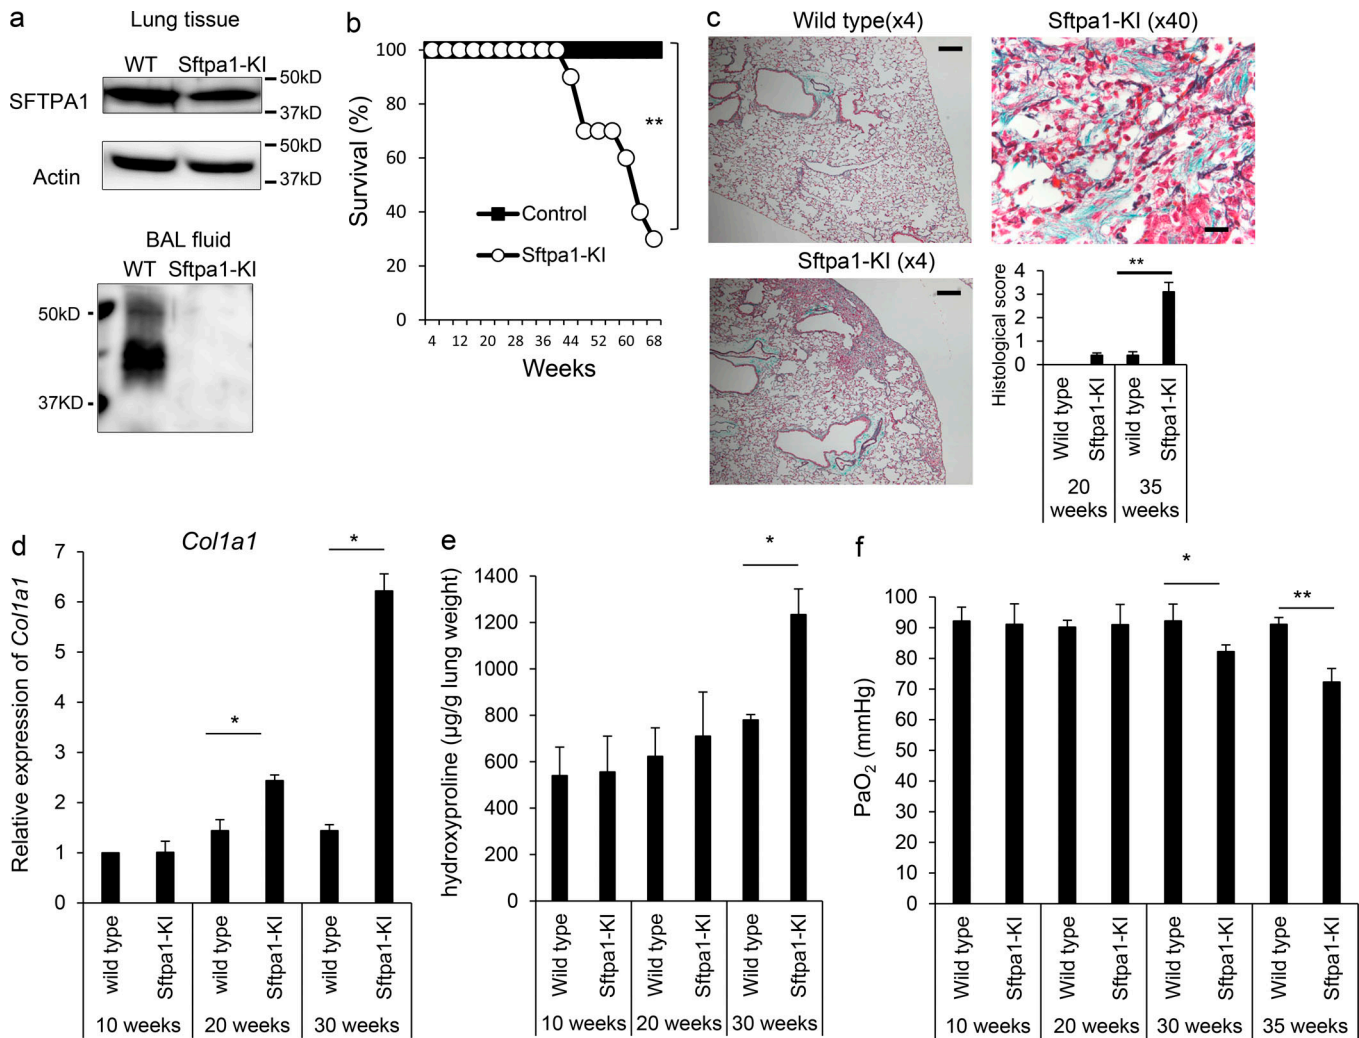 a
Lung tissue
WT Sftpa1-KI
SFTPA1
50kD
37kD
Actin
50kD
37kD
BAL fluid
WT Sftpa1-KI
50kD
37KD
b
Survival (%)
100
80
60
40
20
0
**
Control
Sftpa1-KI
4 12 20 28 36 44 52 60 68
Weeks
c
Wild type(x4)
Sftpa1-KI (x40)
Sftpa1-KI (x4)
Histological score
4
3
2
1
0
**
Wild type
Sftpa1-KI
wild type
Sftpa1-KI
20 weeks
35 weeks
d
Col1a1
Relative expression of Col1a1
7
6
5
4
3
2
1
0
*
*
wild type
Sftpa1-KI
wild type
Sftpa1-KI
wild type
Sftpa1-KI
10 weeks 20 weeks 30 weeks
e
hydroxyproline (µg/g lung weight)
1400
1200
1000
800
600
400
200
0
*
Wild type
Sftpa1-KI
Wild type
Sftpa1-KI
Wild type
Sftpa1-KI
10 weeks 20 weeks 30 weeks
f
PaO2 (mmHg)
100
90
80
70
60
50
40
30
20
10
0
*
**
Wild type
Sftpa1-KI
Wild type
Sftpa1-KI
Wild type
Sftpa1-KI
Wild type
Sftpa1-KI
10 weeks 20 weeks 30 weeks 35 weeks